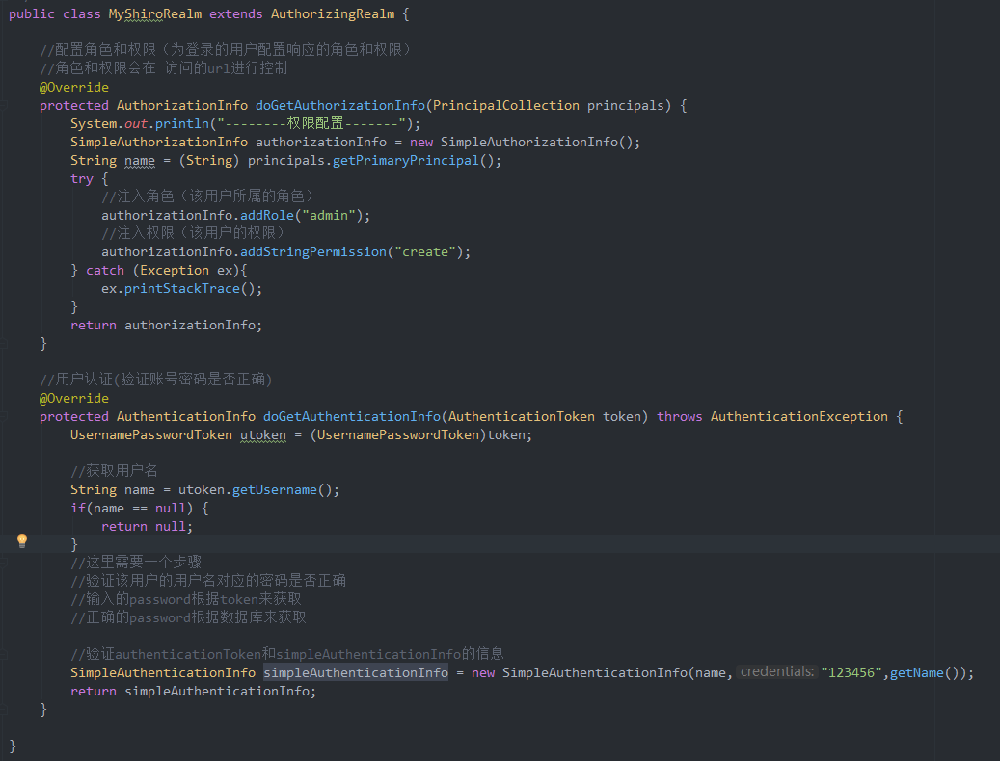 public class MyShiroRealm extends AuthorizingRealm {
//配置角色和权限（为登录的用户配置响应的角色和权限）
//角色和权限会在 访问的url进行控制
@Override
protected AuthorizationInfo doGetAuthorizationInfo(PrincipalCollection principals) {
System.out.println("--------权限配置-------");
SimpleAuthorizationInfo authorizationInfo = new SimpleAuthorizationInfo();
String name = (String) principals.getPrimaryPrincipal();
try {
//注入角色（该用户所属的角色）
authorizationInfo.addRole("admin");
//注入权限（该用户的权限）
authorizationInfo.addStringPermission("create");
} catch (Exception ex){
ex.printStackTrace();
}
return authorizationInfo;
}
//用户认证(验证账号密码是否正确)
@Override
protected AuthenticationInfo doGetAuthenticationInfo(AuthenticationToken token) throws AuthenticationException {
UsernamePasswordToken utoken = (UsernamePasswordToken)token;
//获取用户名
String name = utoken.getUsername();
if(name == null) {
return null;
}
//这里需要一个步骤
//验证该用户的用户名对应的密码是否正确
//输入的password根据token来获取
//正确的password根据数据库来获取
//验证authenticationToken和simpleAuthenticationInfo的信息
SimpleAuthenticationInfo simpleAuthenticationInfo = new SimpleAuthenticationInfo(name, credentials: "123456",getName());
return simpleAuthenticationInfo;
}
}